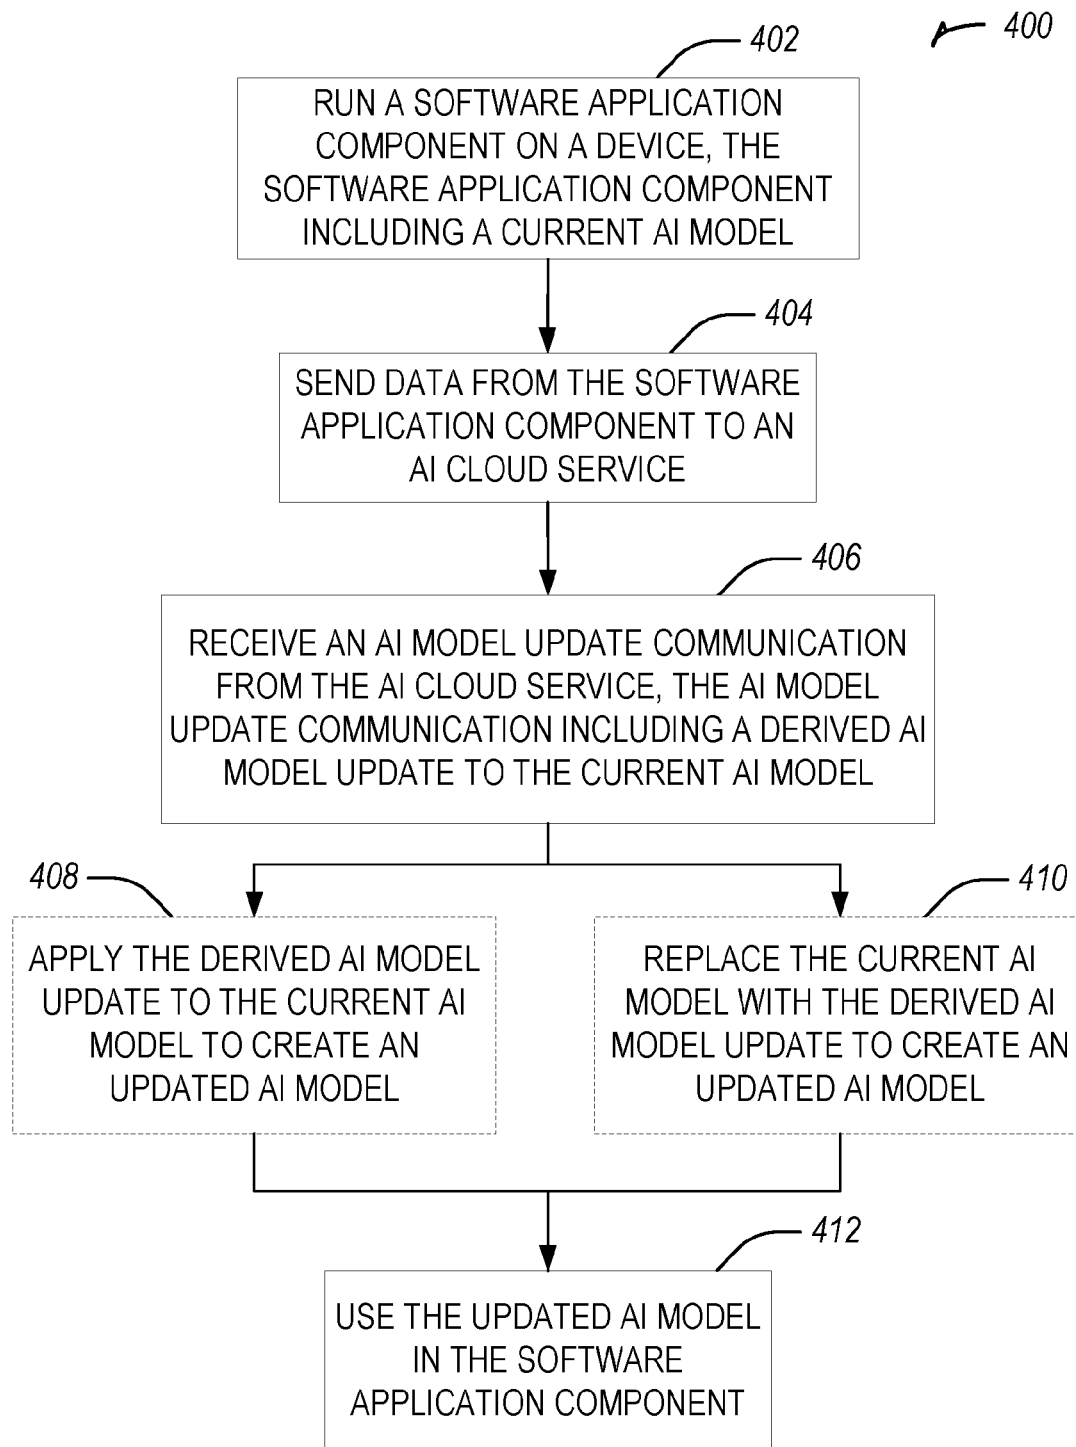 400
402
RUN A SOFTWARE APPLICATION
COMPONENT ON A DEVICE, THE
SOFTWARE APPLICATION COMPONENT
INCLUDING A CURRENT AI MODEL
404
SEND DATA FROM THE SOFTWARE
APPLICATION COMPONENT TO AN
AI CLOUD SERVICE
406
RECEIVE AN AI MODEL UPDATE COMMUNICATION
FROM THE AI CLOUD SERVICE, THE AI MODEL
UPDATE COMMUNICATION INCLUDING A DERIVED AI
MODEL UPDATE TO THE CURRENT AI MODEL
408
APPLY THE DERIVED AI MODEL
UPDATE TO THE CURRENT AI
MODEL TO CREATE AN
UPDATED AI MODEL
410
REPLACE THE CURRENT AI
MODEL WITH THE DERIVED AI
MODEL UPDATE TO CREATE AN
UPDATED AI MODEL
412
USE THE UPDATED AI MODEL
IN THE SOFTWARE
APPLICATION COMPONENT